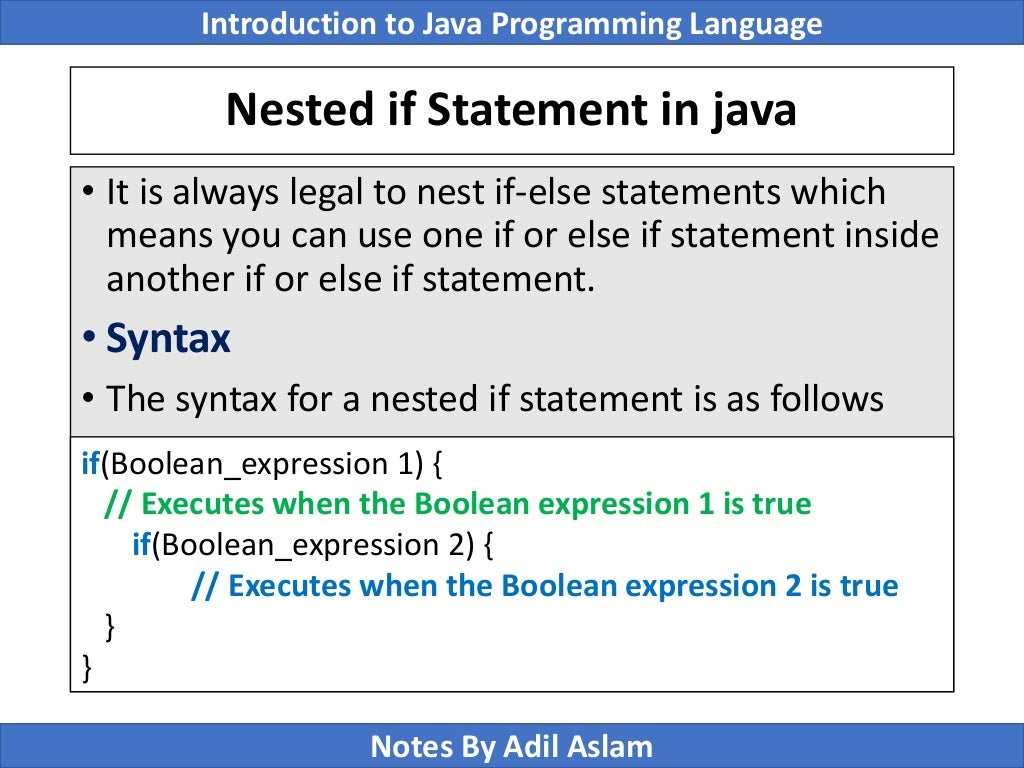 Introduction to Java Programming Language
Nested if Statement in java
• It is always legal to nest if-else statements which
means you can use one if or else if statement inside
another if or else if statement.
• Syntax
• The syntax for a nested if statement is as follows
if(Boolean_expression 1) {
// Executes when the Boolean expression 1 is true
if(Boolean_expression 2) {
// Executes when the Boolean expression 2 is true
}
}
Notes By Adil Aslam